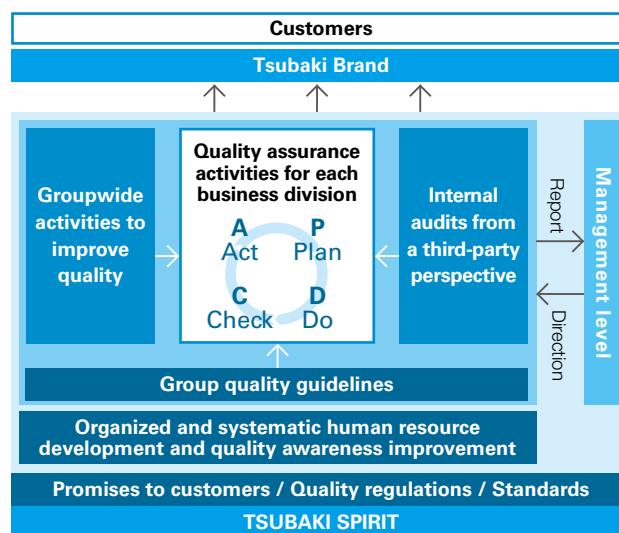 Customers
Tsubaki Brand
Groupwide
activities to
improve
quality
Quality assurance
activities for each
business division
A P
Act Plan
C D
Check Do
Internal
audits from
a third-party
perspective
Report
Direction
Management level
Group quality guidelines
Organized and systematic human resource
development and quality awareness improvement
Promises to customers / Quality regulations / Standards
TSUBAKI SPIRIT